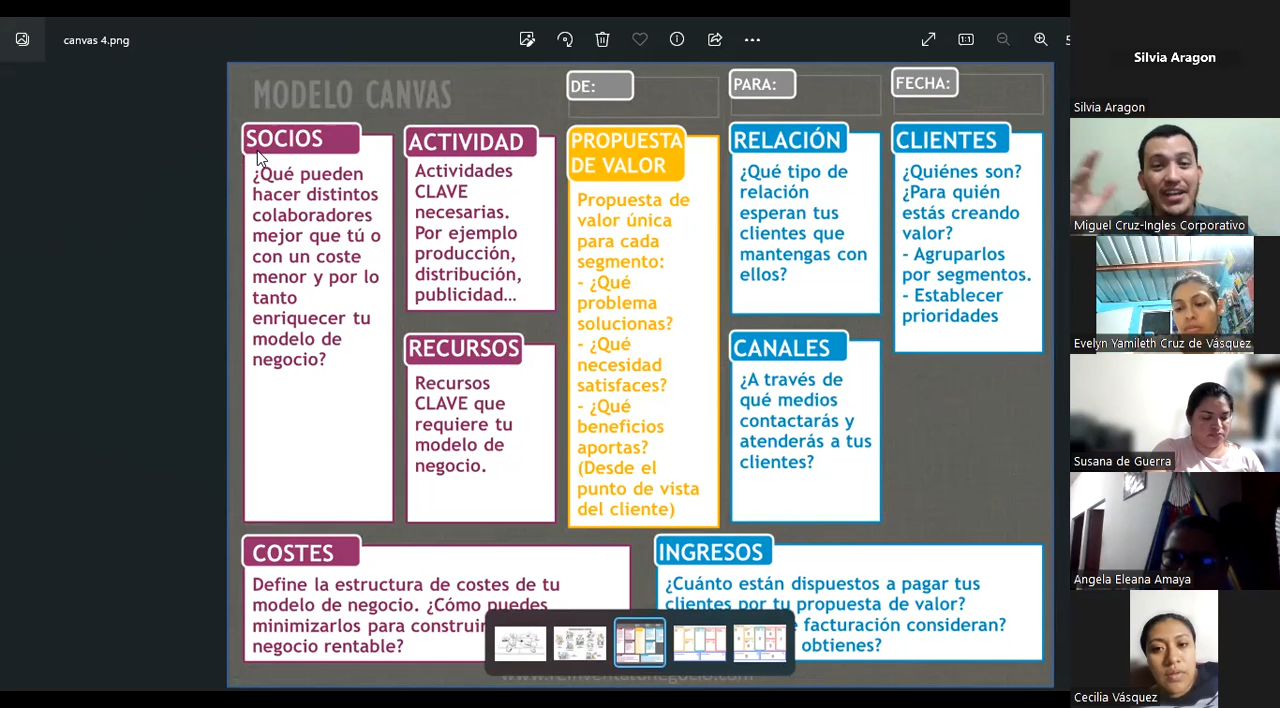 canvas 4.png
MODELO CANVAS
DE:
PARA:
FECHA:
SOCIOS
¿Qué pueden
hacer distintos
colaboradores
mejor que tú o
con un coste
menor y por lo
tanto
enriquecer tu
modelo de
negocio?
ACTIVIDAD
Actividades
CLAVE
necesarias.
Por ejemplo
producción,
distribución,
publicidad...
RECURSOS
Recursos
CLAVE que
requiere tu
modelo de
negocio.
PROPUESTA
DE VALOR
Propuesta de
valor única
para cada
segmento:
- ¿Qué
problema
solucionas?
- ¿Qué
necesidad
satisfaces?
- ¿Qué
beneficios
aportas?
(Desde el
punto de vista
del cliente)
RELACIÓN
¿Qué tipo de
relación
esperan tus
clientes que
mantengas con
ellos?
CANALES
¿A través de
qué medios
contactarás y
atenderás a tus
clientes?
CLIENTES
¿Quiénes son?
¿Para quién
estás creando
valor?
- Agruparlos
por segmentos.
- Establecer
prioridades
COSTES
Define la estructura de costes de tu
modelo de negocio. ¿Cómo puedes
minimizarlos para construir
negocio rentable?
INGRESOS
¿Cuánto están dispuestos a pagar tus
clientes por tu propuesta de valor?
facturación consideran?
obtienes?
www.reinventatunegocio.com
Silvia Aragon
Silvia Aragon
Miguel Cruz-Ingles Corporativo
Evelyn Yamileth Cruz de Vásquez
Susana de Guerra
Angela Eleana Amaya
Cecilia Vásquez